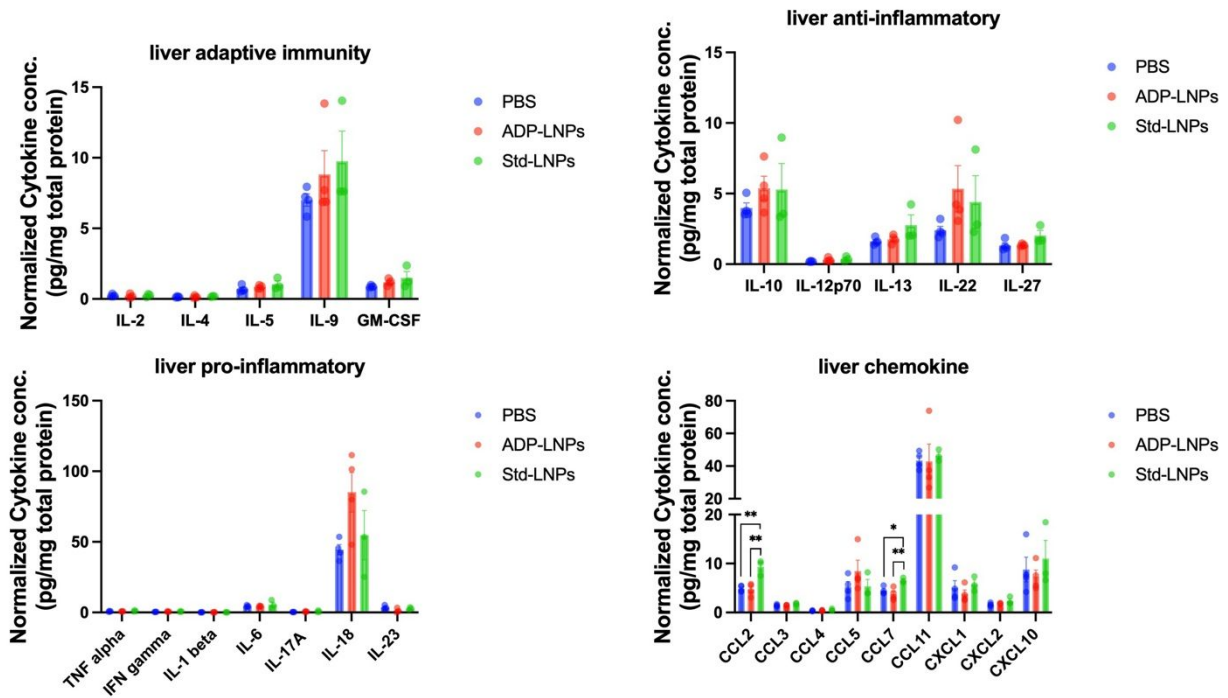 liver adaptive immunity
Normalized Cytokine conc.
(pg/mg total protein)
15
10
5
0
IL-2 IL-4 IL-5 IL-9 GM-CSF
PBS
ADP-LNPs
Std-LNPs
liver anti-inflammatory
Normalized Cytokine conc.
(pg/mg total protein)
15
10
5
0
IL-10 IL-12p70 IL-13 IL-22 IL-27
PBS
ADP-LNPs
Std-LNPs
liver pro-inflammatory
Normalized Cytokine conc.
(pg/mg total protein)
150
100
50
0
TNF alpha IFN gamma IL-1 beta IL-6 IL-17A IL-18 IL-23
PBS
ADP-LNPs
Std-LNPs
liver chemokine
Normalized Cytokine conc.
(pg/mg total protein)
80
60
40
20
20
10
0
**
**
*
**
CCL2 CCL3 CCL4 CCL5 CCL7 CCL11 CXCL1 CXCL2 CXCL10
PBS
ADP-LNPs
Std-LNPs